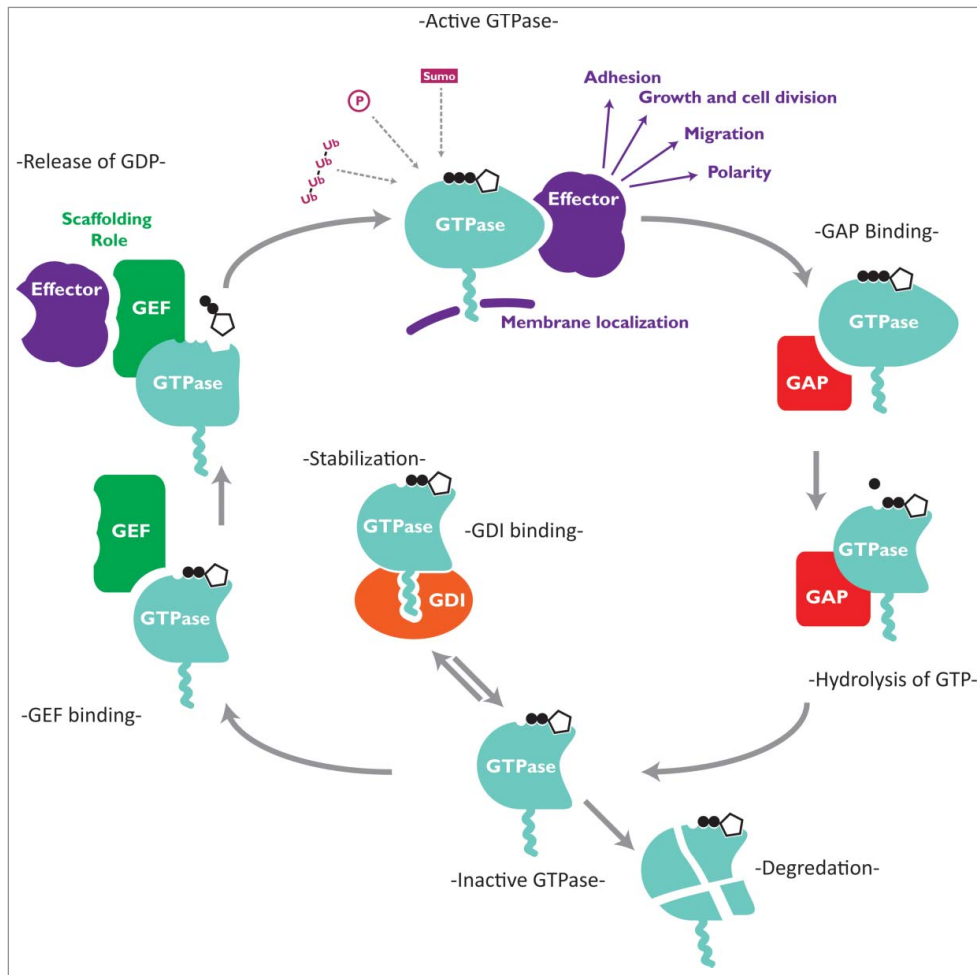 -Active GTPase-
Sumo
P
Ub
Ub
Ub
Ub
Adhesion
Growth and cell division
Migration
Polarity
-Release of GDP-
Scaffolding
Role
Effector
GEF
GTPase
GTPase
Effector
Membrane localization
-GAP Binding-
GTPase
GAP
-Stabilization-
GTPase
-GDI binding-
GDI
GEF
GTPase
-GEF binding-
GTPase
GAP
-Hydrolysis of GTP-
GTPase
-Inactive GTPase-
-Degredation-